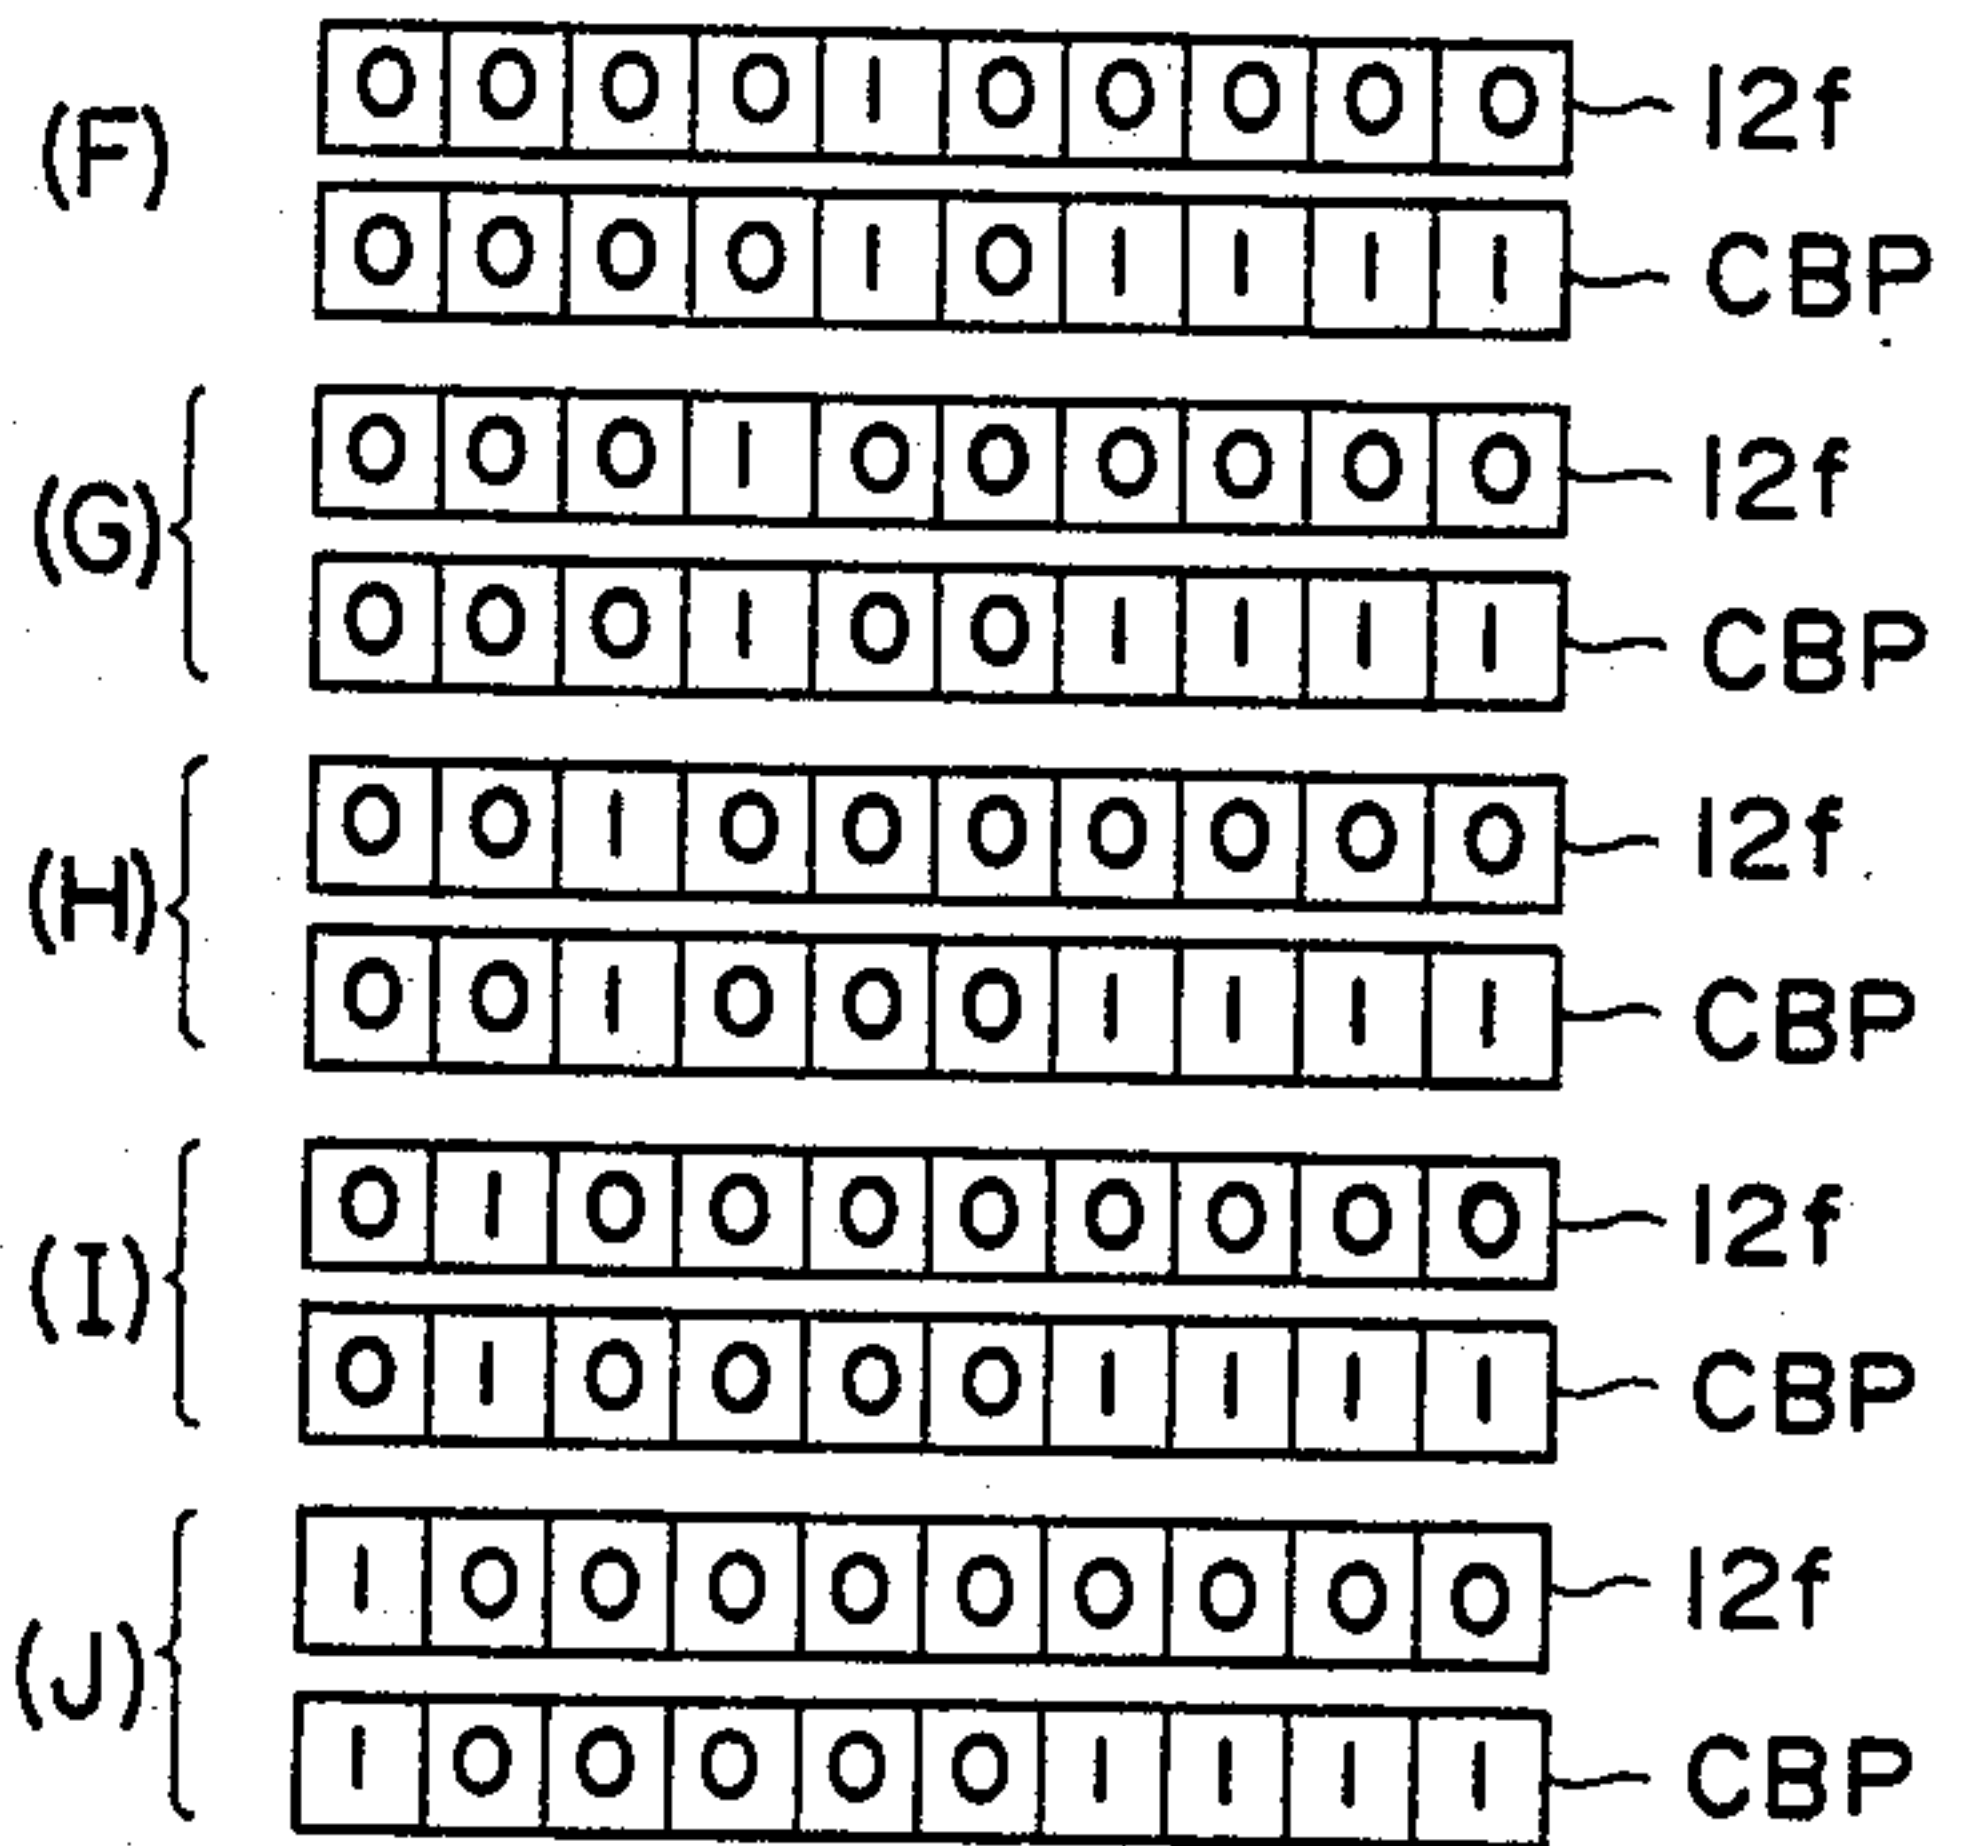 (F) 0 0 0 0 1 0 0 0 0 0 12f
0 0 0 0 1 0 1 1 1 1 CBP
(G) 0 0 0 1 0 0 0 0 0 0 12f
0 0 0 1 0 0 1 1 1 1 CBP
(H) 0 0 1 0 0 0 0 0 0 0 12f
0 0 1 0 0 0 1 1 1 1 CBP
(I) 0 1 0 0 0 0 0 0 0 0 12f
0 1 0 0 0 0 1 1 1 1 CBP
(J) 1 0 0 0 0 0 0 0 0 0 12f
1 0 0 0 0 0 1 1 1 1 CBP